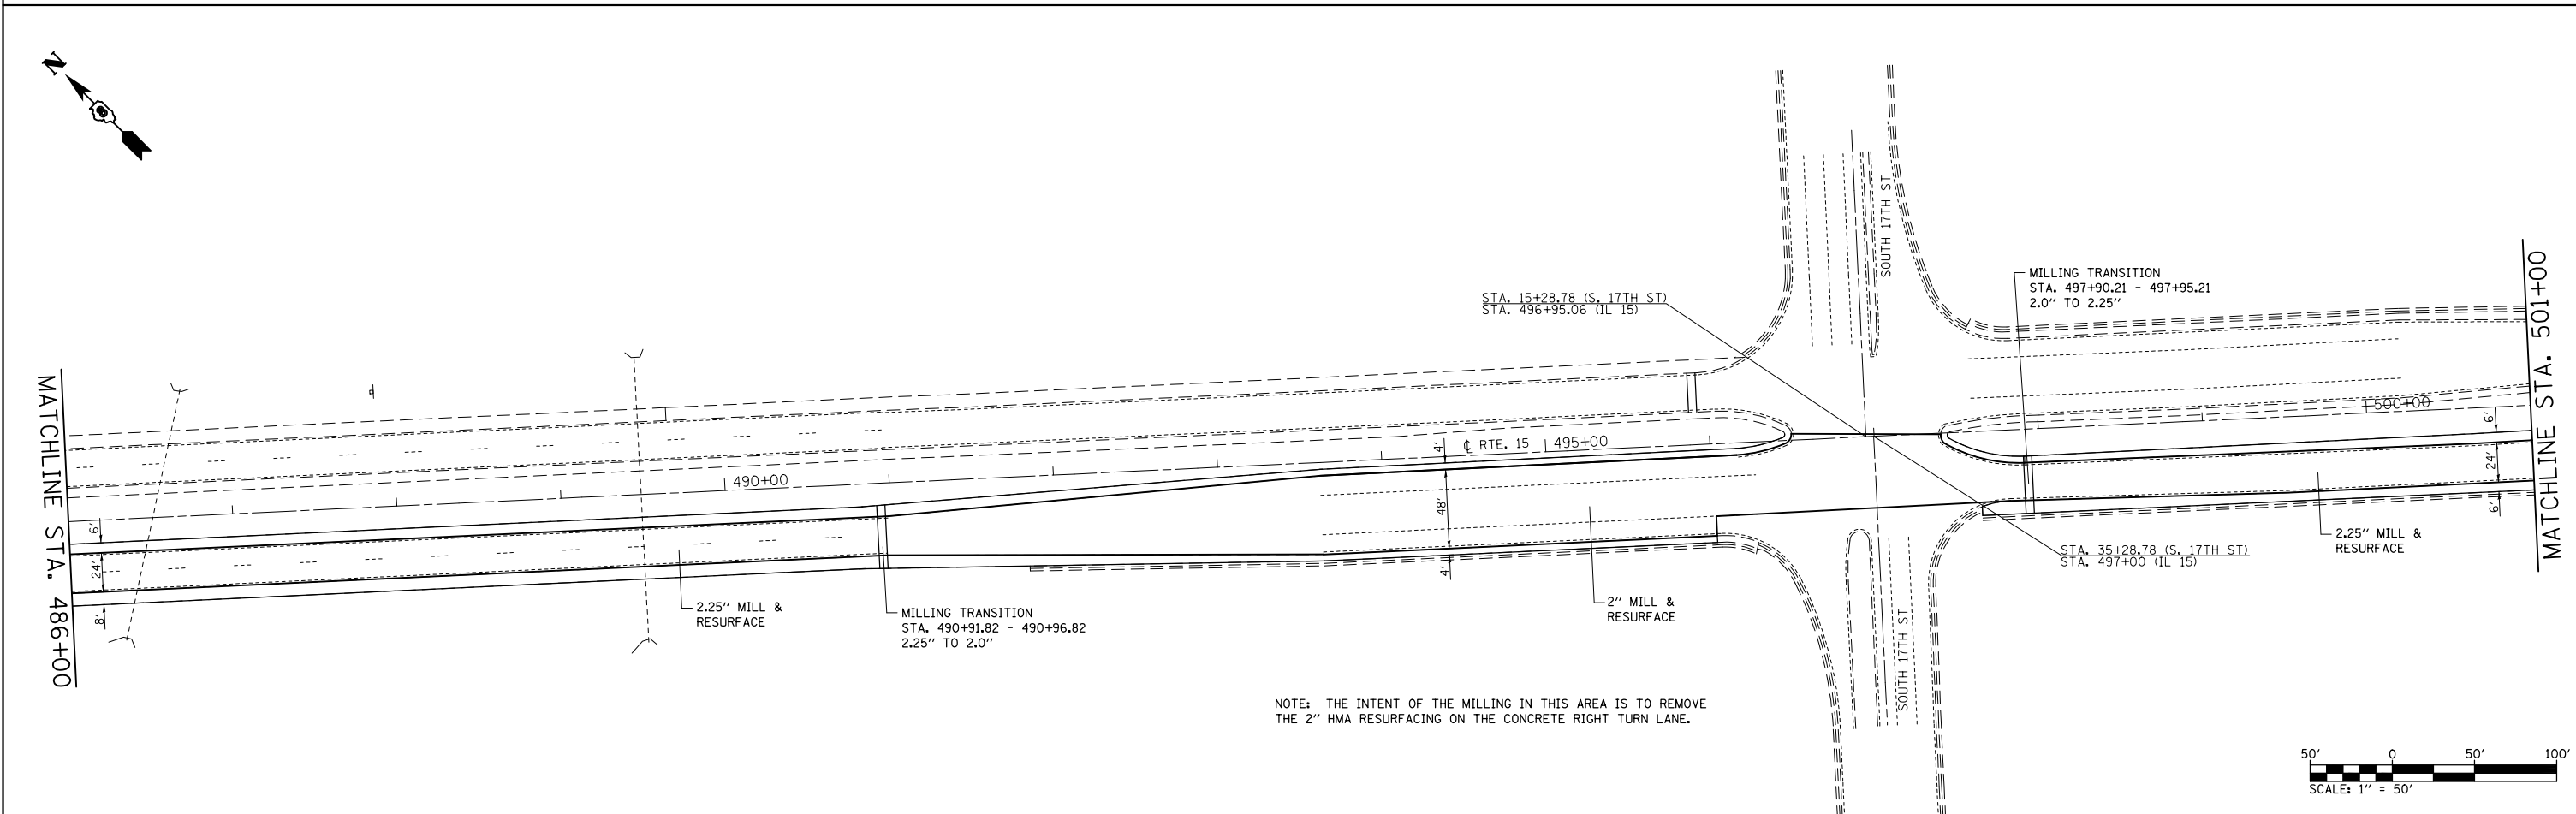 N
MATCHLINE STA. 486+00
6'
24'
8'
490+00
2.25" MILL &
RESURFACE
MILLING TRANSITION
STA. 490+91.82 - 490+96.82
2.25" TO 2.0"
4'
℄ RTE. 15
495+00
48'
4'
STA. 15+28.78 (S. 17TH ST)
STA. 496+95.06 (IL 15)
SOUTH 17TH ST
2" MILL &
RESURFACE
NOTE: THE INTENT OF THE MILLING IN THIS AREA IS TO REMOVE
THE 2" HMA RESURFACING ON THE CONCRETE RIGHT TURN LANE.
SOUTH 17TH ST
MILLING TRANSITION
STA. 497+90.21 - 497+95.21
2.0" TO 2.25"
STA. 35+28.78 (S. 17TH ST)
STA. 497+00 (IL 15)
500+00
6'
24'
6'
2.25" MILL &
RESURFACE
MATCHLINE STA. 501+00
50' 0 50' 100'
SCALE: 1" = 50'